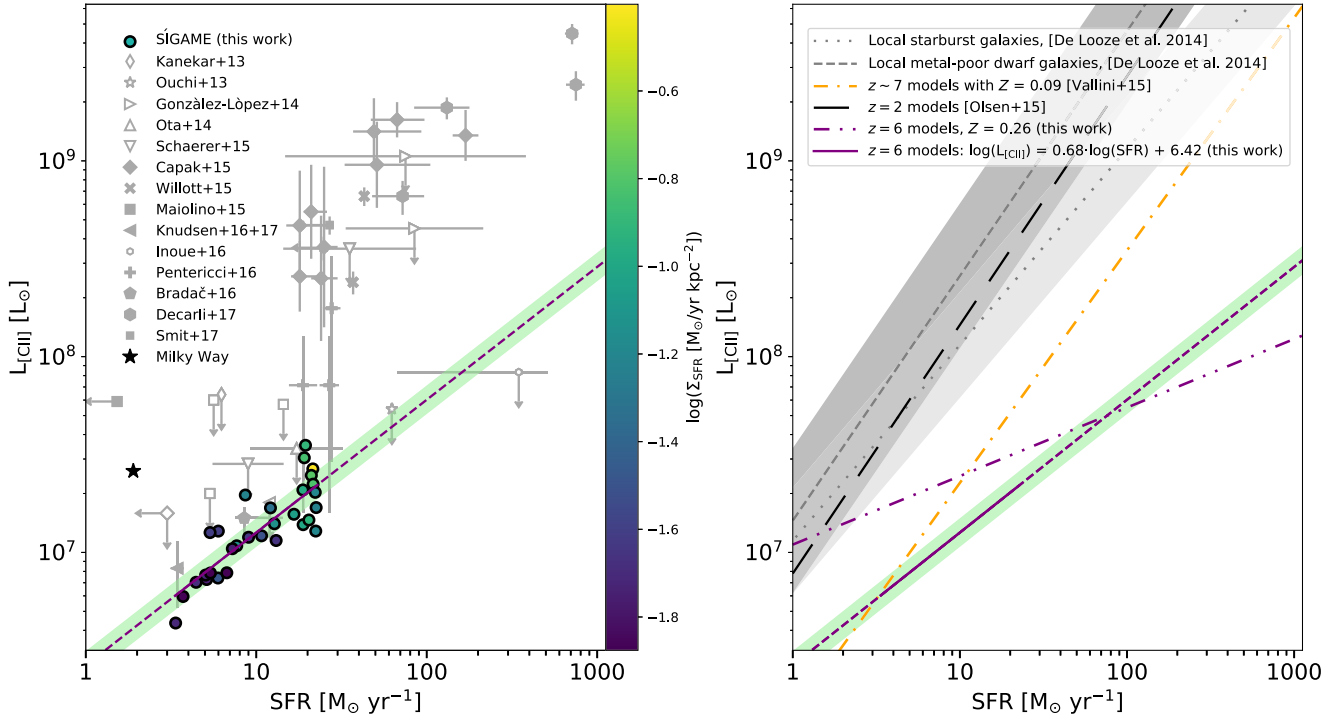 SÍGAME (this work)
Kanekar+13
Ouchi+13
Gonzàlez-Lòpez+14
Ota+14
Schaerer+15
Capak+15
Willott+15
Maiolino+15
Knudsen+16+17
Inoue+16
Pentericci+16
Bradač+16
Decarli+17
Smit+17
Milky Way
10⁹
10⁸
10⁷
L[CII] [L⊙]
1
10
100
1000
SFR [M⊙ yr⁻¹]
−0.6
−0.8
−1.0
−1.2
−1.4
−1.6
−1.8
log(ΣSFR [M⊙/yr kpc⁻²])
Local starburst galaxies, [De Looze et al. 2014]
Local metal-poor dwarf galaxies, [De Looze et al. 2014]
z ~ 7 models with Z = 0.09 [Vallini+15]
z = 2 models [Olsen+15]
z = 6 models, Z = 0.26 (this work)
z = 6 models: log(L[CII]) = 0.68·log(SFR) + 6.42 (this work)
10⁹
10⁸
10⁷
L[CII] [L⊙]
1
10
100
1000
SFR [M⊙ yr⁻¹]